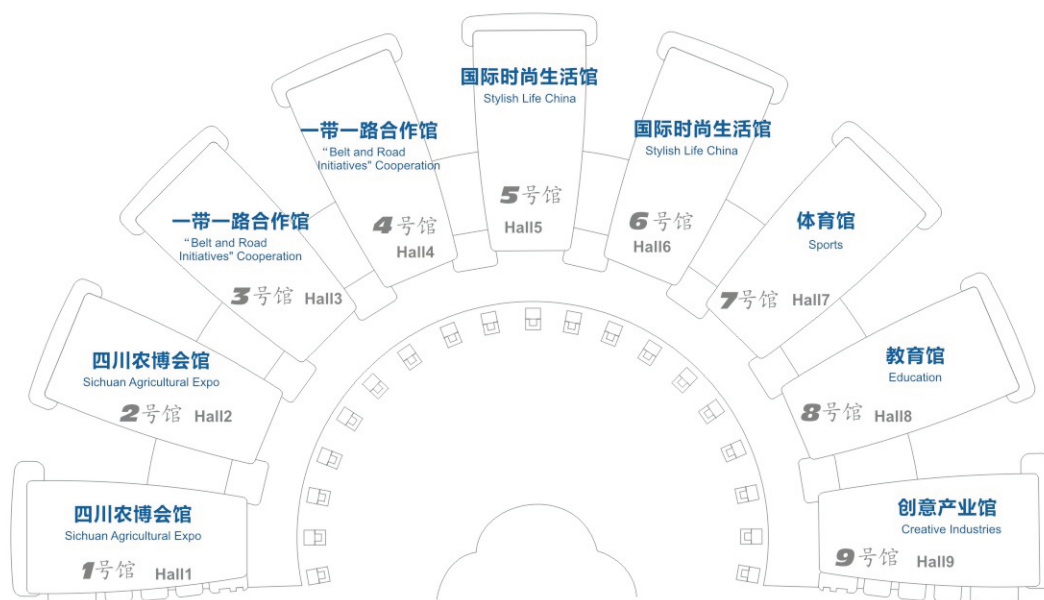 国际时尚生活馆
Stylish Life China
5号馆
Hall5
一带一路合作馆
"Belt and Road
Initiatives" Cooperation
4号馆
Hall4
国际时尚生活馆
Stylish Life China
6号馆
Hall6
一带一路合作馆
"Belt and Road
Initiatives" Cooperation
3号馆 Hall3
体育馆
Sports
7号馆 Hall7
四川农博会馆
Sichuan Agricultural Expo
2号馆 Hall2
教育馆
Education
8号馆 Hall8
四川农博会馆
Sichuan Agricultural Expo
1号馆 Hall1
创意产业馆
Creative Industries
9号馆 Hall9